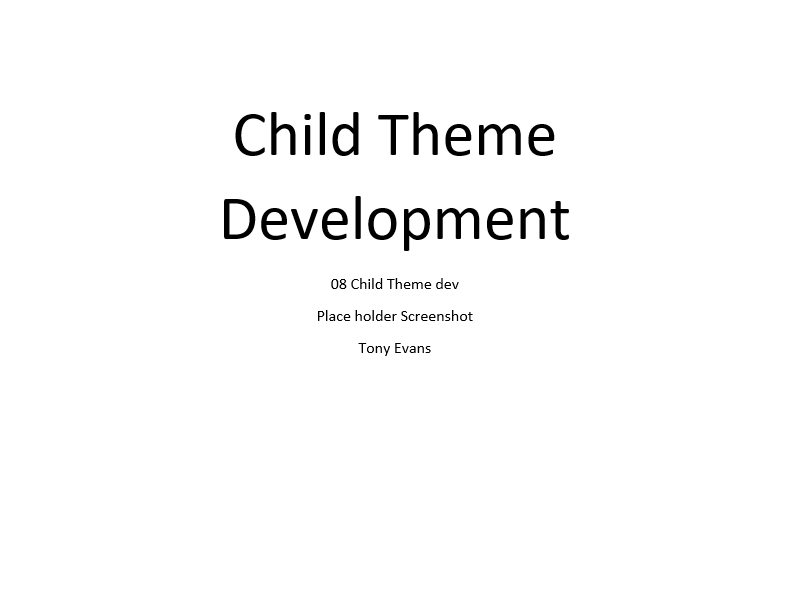 Child Theme
Development
08 Child Theme dev
Place holder Screenshot
Tony Evans